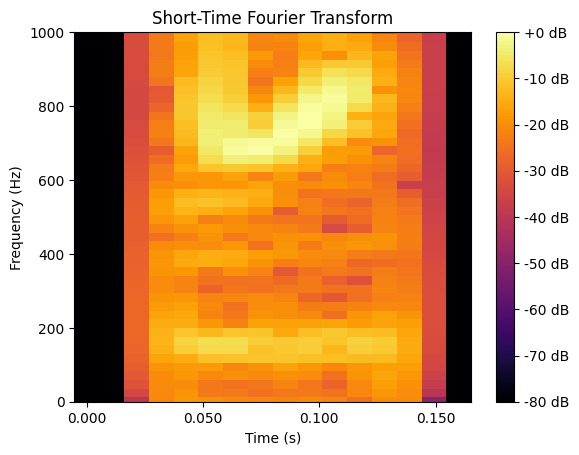 Short-Time Fourier Transform
Frequency (Hz)
1000
800
600
400
200
0
0.000
0.050
0.100
0.150
Time (s)
+0 dB
-10 dB
-20 dB
-30 dB
-40 dB
-50 dB
-60 dB
-70 dB
-80 dB